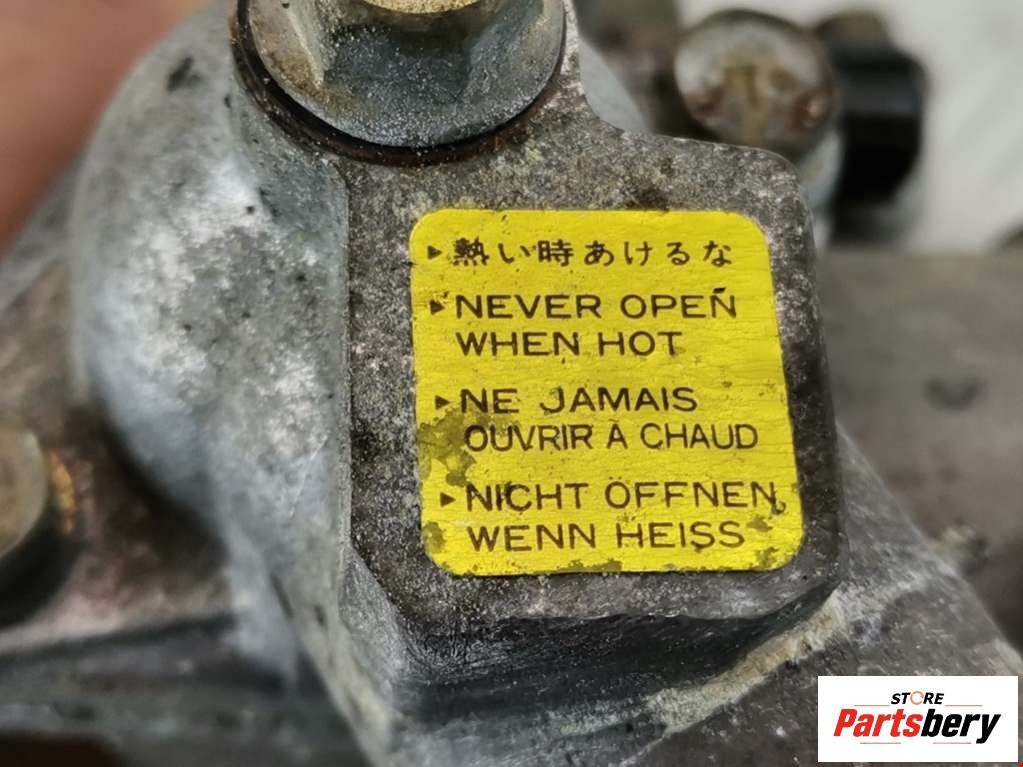 ▸熱い時あけるな
▸NEVER OPEN
WHEN HOT
▸NE JAMAIS
OUVRIR À CHAUD
▸NICHT ÖFFNEN,
WENN HEISS
STORE
Partsbery